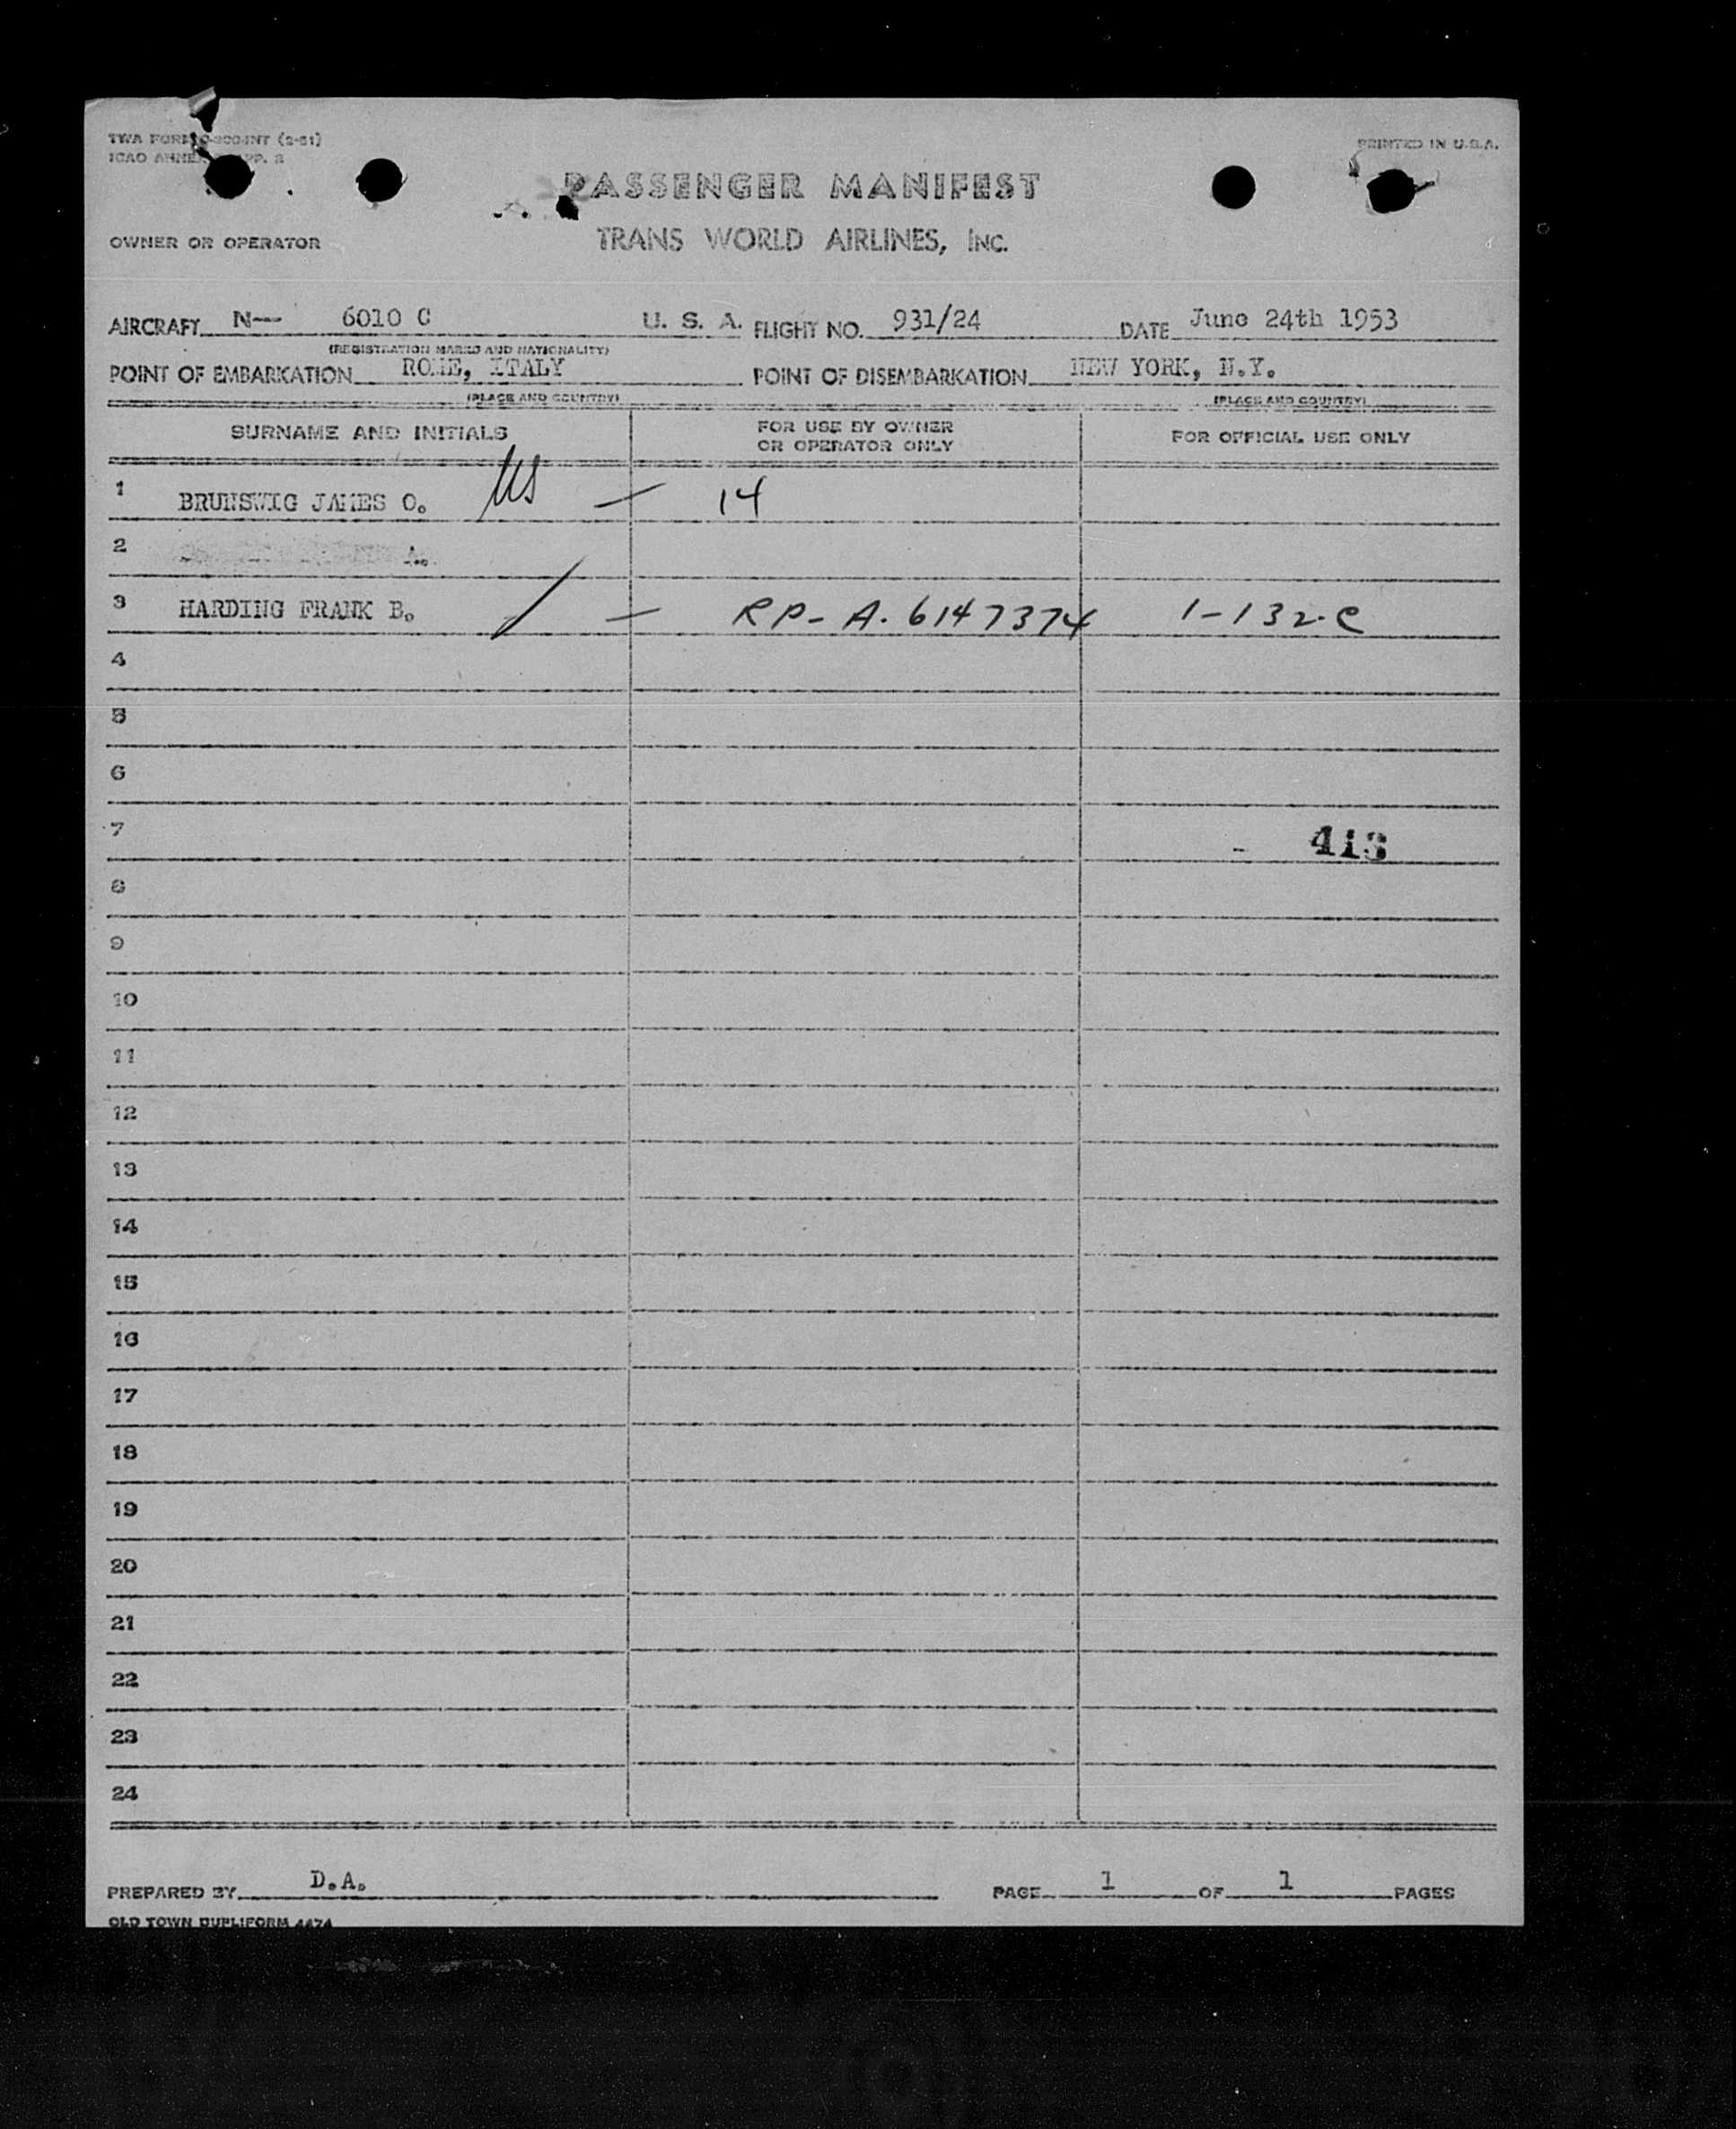 TWA FORM (2-51) PRINTED IN U.S.A.
ICAO ANNEX APP. 2
PASSENGER MANIFEST
OWNER OR OPERATOR TRANS WORLD AIRLINES, INC.
AIRCRAFT N— 6010 C U. S. A. FLIGHT NO. 931/24 DATE June 24th 1953
(REGISTRATION MARKS AND NATIONALITY)
POINT OF EMBARKATION ROME, ITALY POINT OF DISEMBARKATION NEW YORK, N.Y.
(PLACE AND COUNTRY) (PLACE AND COUNTRY)
SURNAME AND INITIALS FOR USE BY OWNER OR OPERATOR ONLY FOR OFFICIAL USE ONLY
1 BRUNSWIG JAMES O. US — 14
2 A.
3 HARDING FRANK B. / — RP- A. 6147374 1-132-C
4
5
6
7 - 413
8
9
10
11
12
13
14
15
16
17
18
19
20
21
22
23
24
PREPARED BY D.A. PAGE 1 OF 1 PAGES
OLD TOWN DUPLIFORM 4474